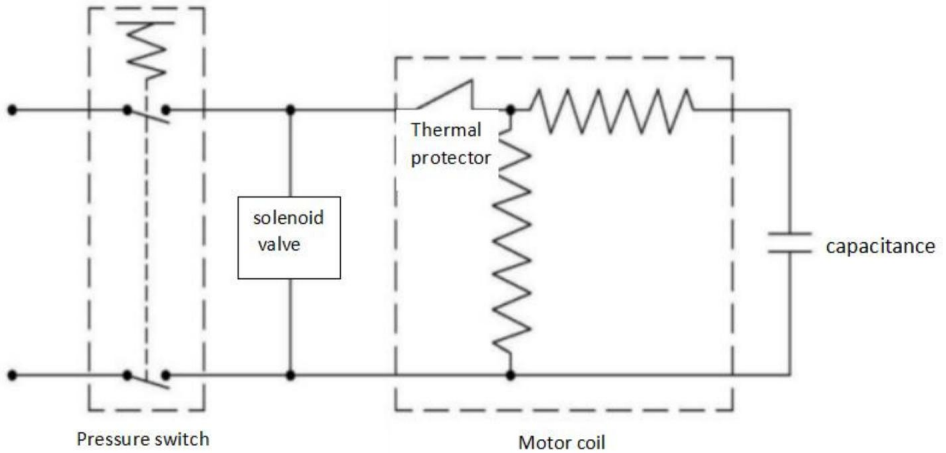 Thermal
protector
solenoid
valve
capacitance
Pressure switch
Motor coil